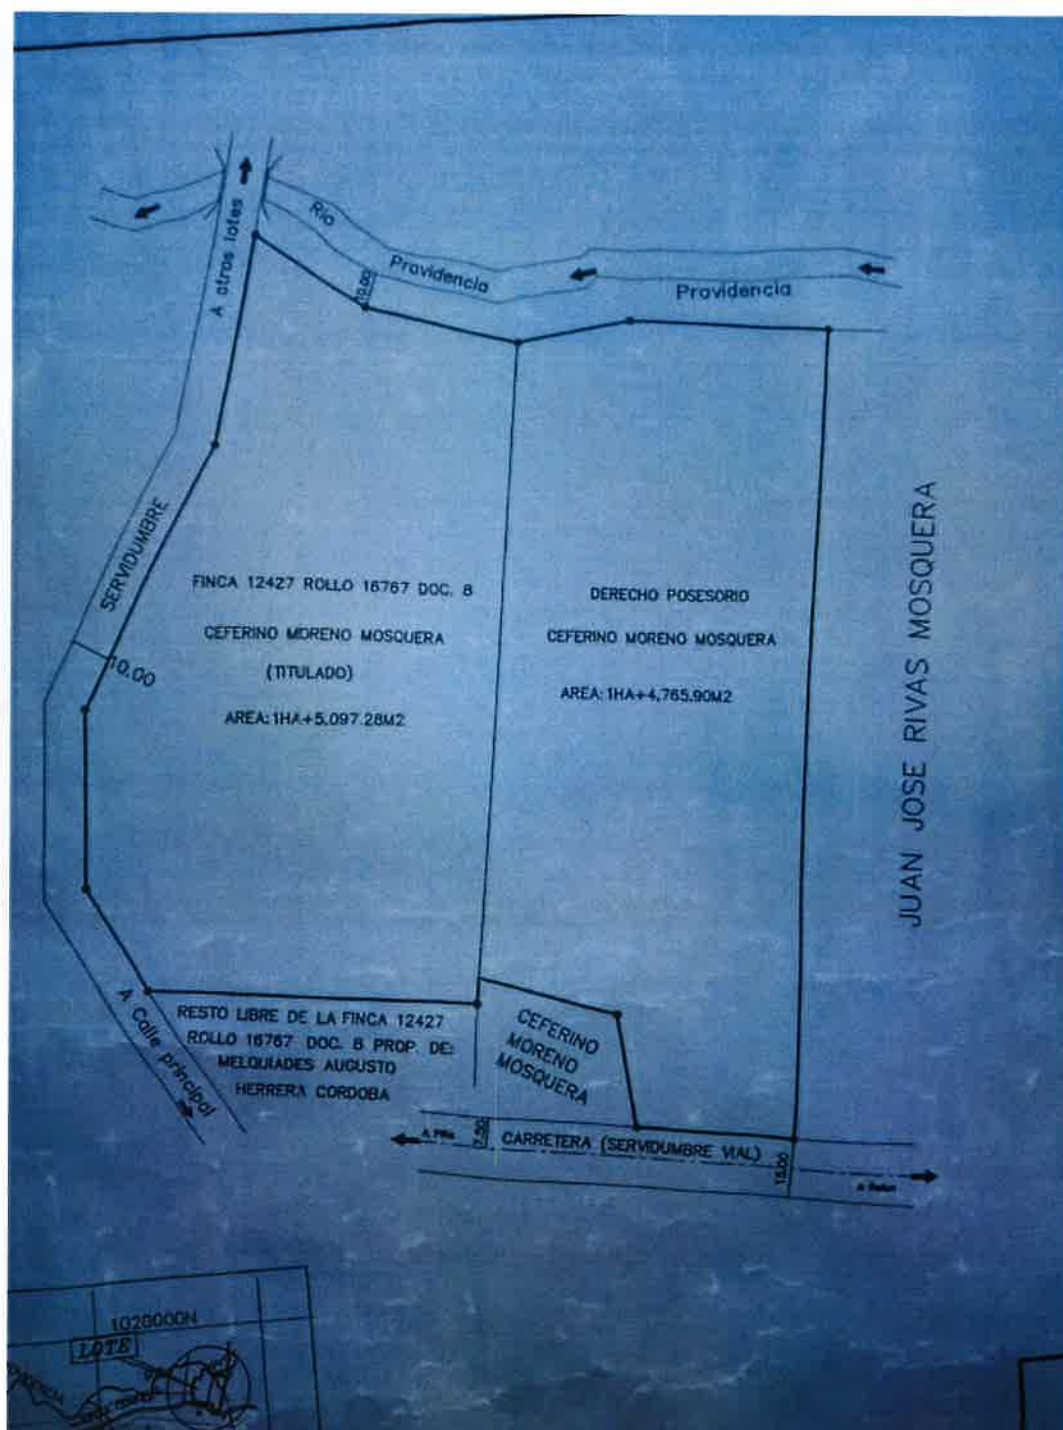 A otros lotes
Rio
Providencia
10.00
Providencia
SERVIDUMBRE
10.00
FINCA 12427 ROLLO 16767 DOC. 8
CEFERINO MORENO MOSQUERA
(TITULADO)
AREA: 1HA+5,097.28M2
DERECHO POSESORIO
CEFERINO MORENO MOSQUERA
AREA: 1HA+4,765.90M2
JUAN JOSE RIVAS MOSQUERA
A Calle principal
RESTO LIBRE DE LA FINCA 12427
ROLLO 16767 DOC. 8 PROP. DE:
MELQUIADES AUGUSTO
HERRERA CORDOBA
CEFERINO
MORENO
MOSQUERA
7.50
CARRETERA (SERVIDUMBRE VIAL)
15.00
1020000N
LOTE